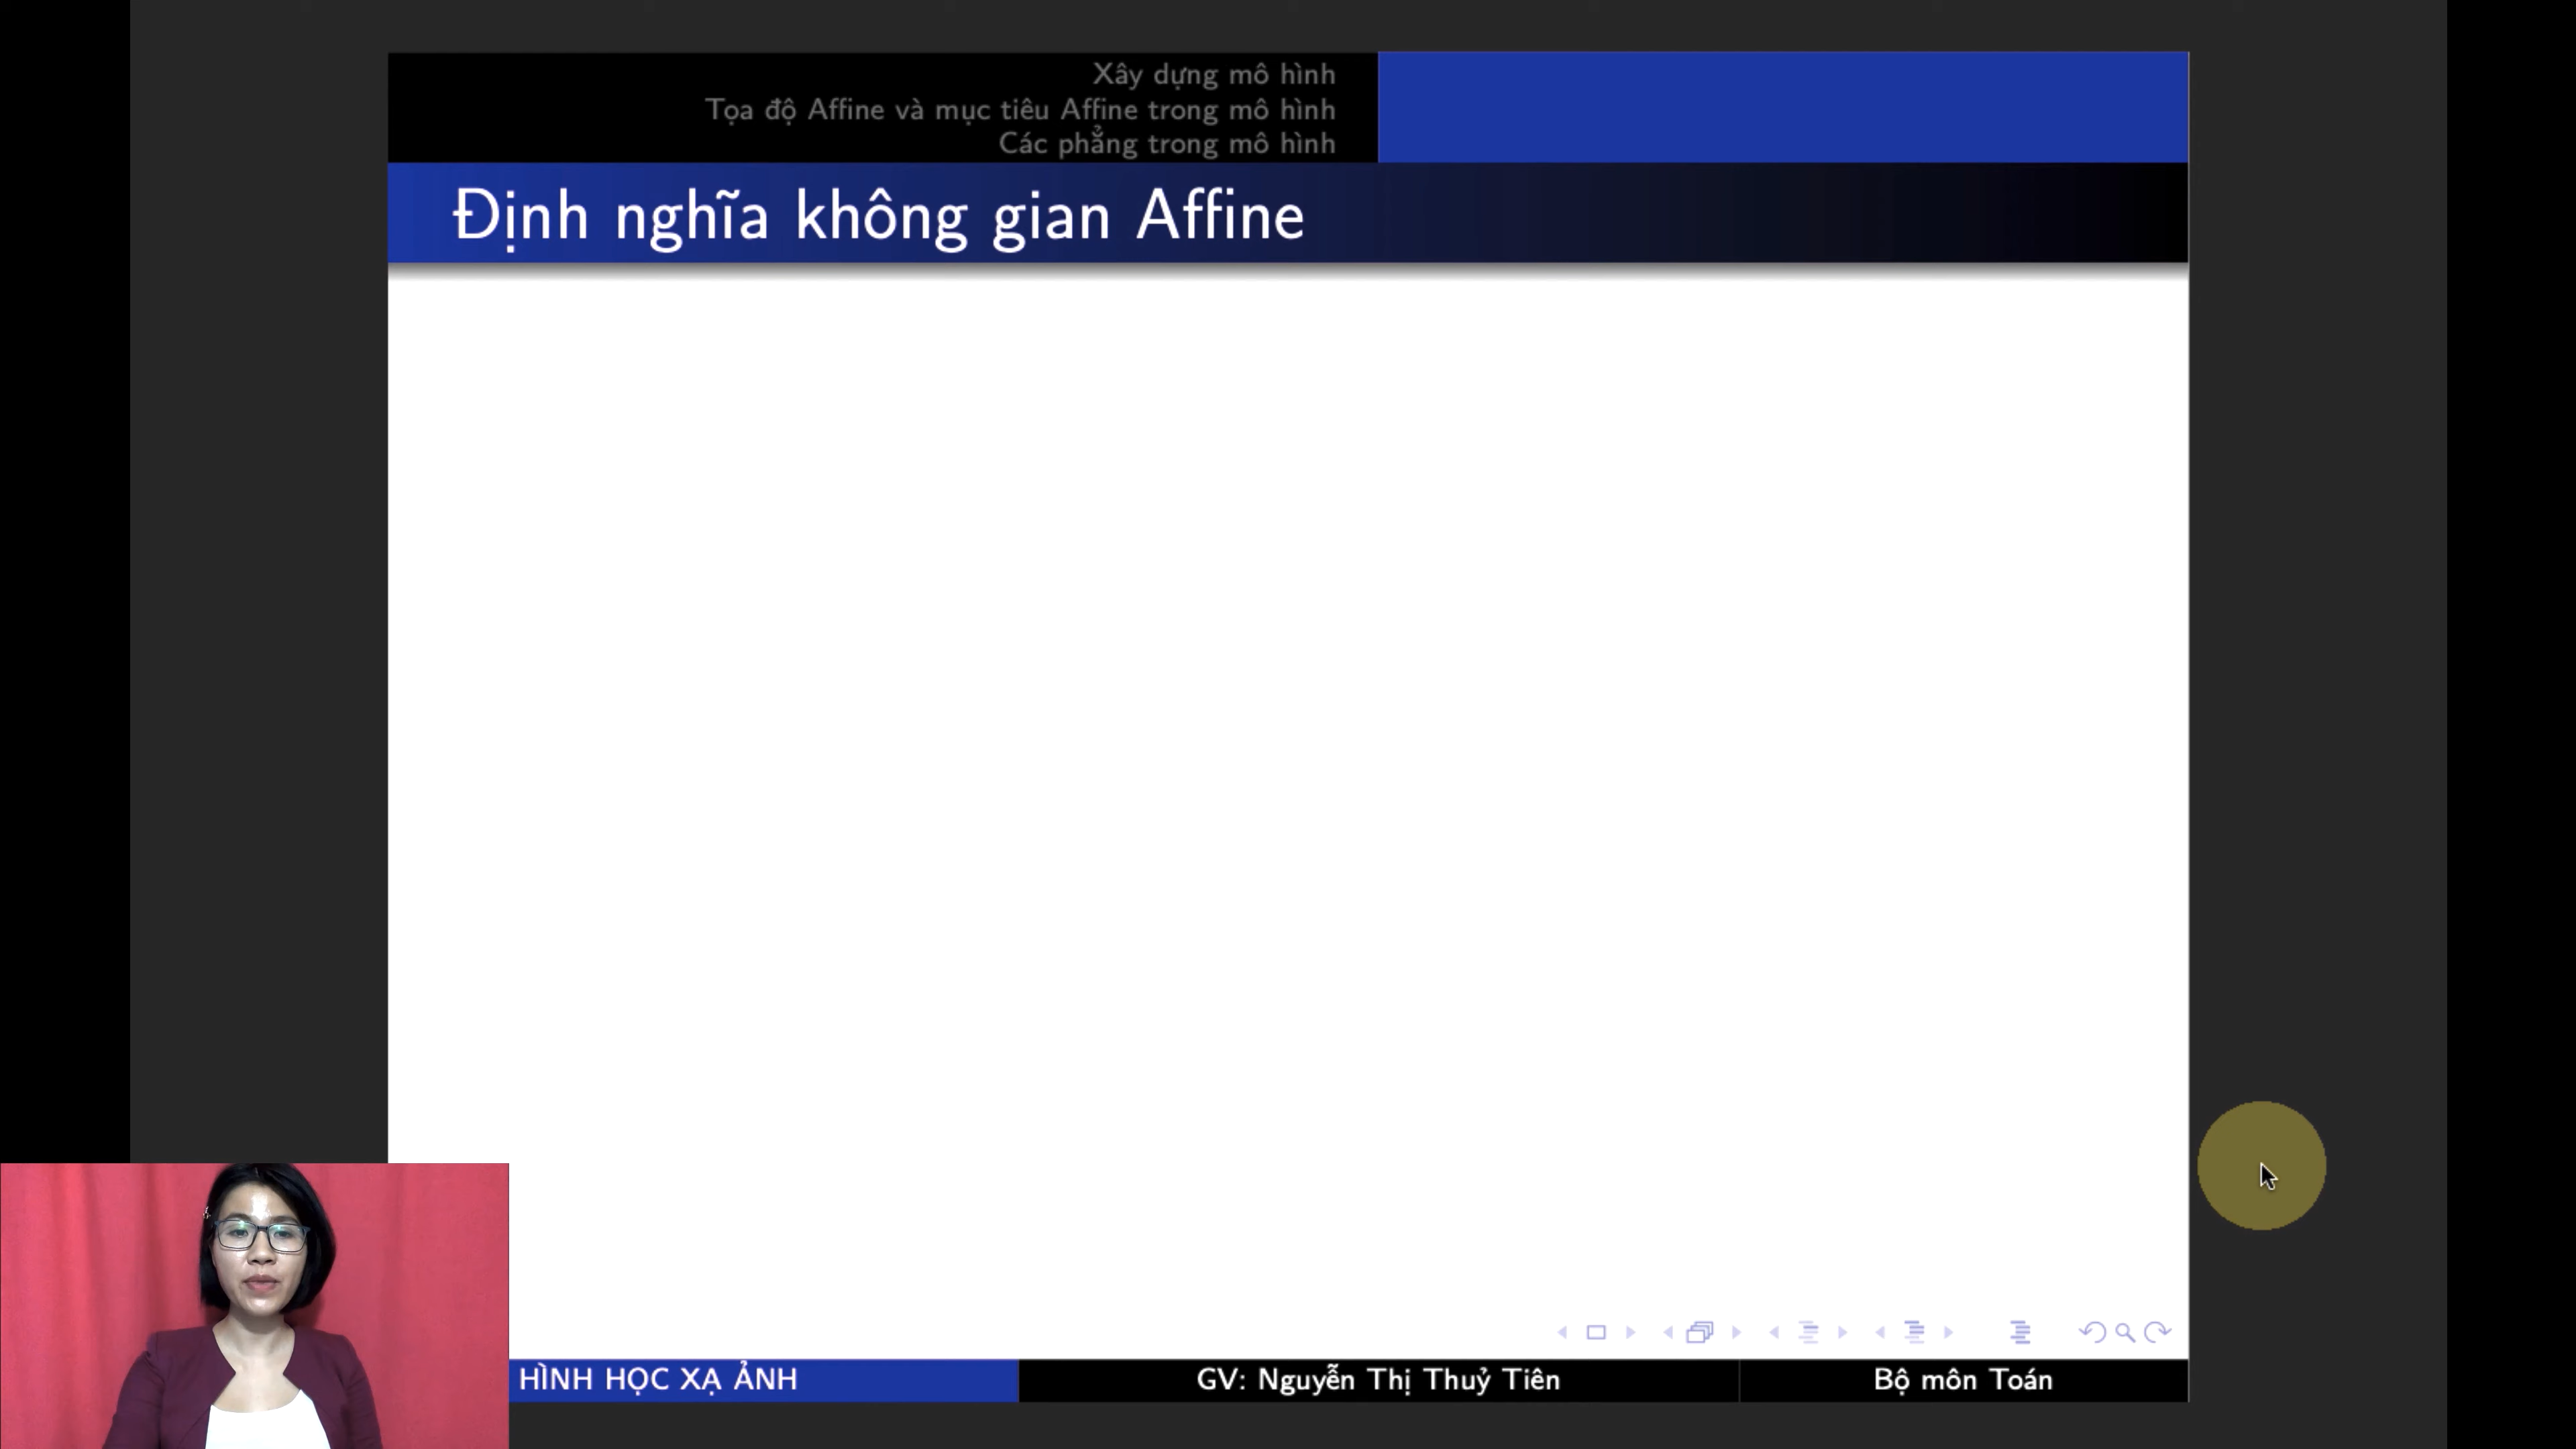 Xây dựng mô hình
Tọa độ Affine và mục tiêu Affine trong mô hình
Các phẳng trong mô hình
Định nghĩa không gian Affine
HÌNH HỌC XẠ ẢNH
GV: Nguyễn Thị Thuỷ Tiên
Bộ môn Toán